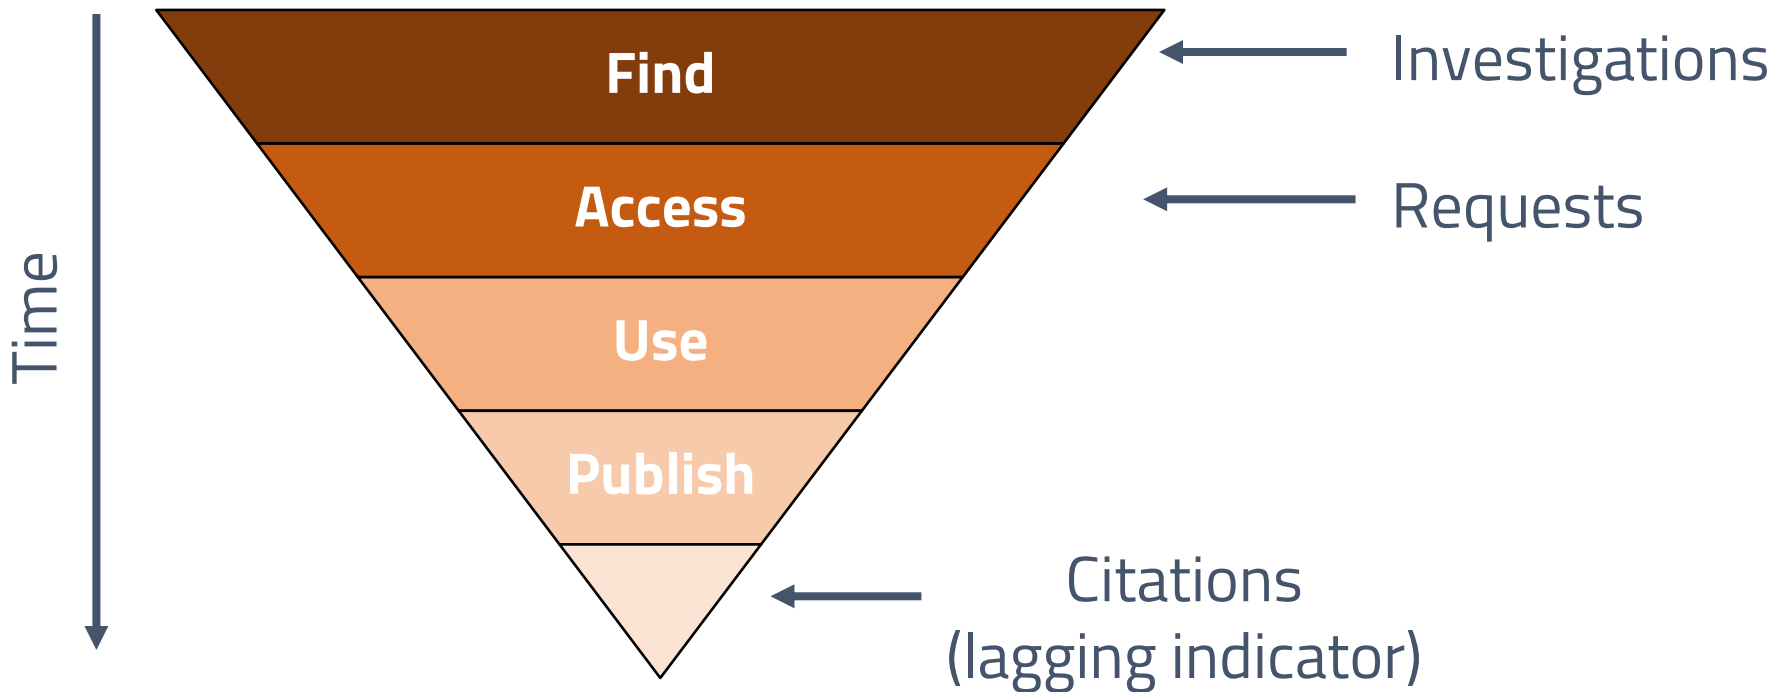 Time
Find
Investigations
Access
Requests
Use
Publish
Citations
(lagging indicator)